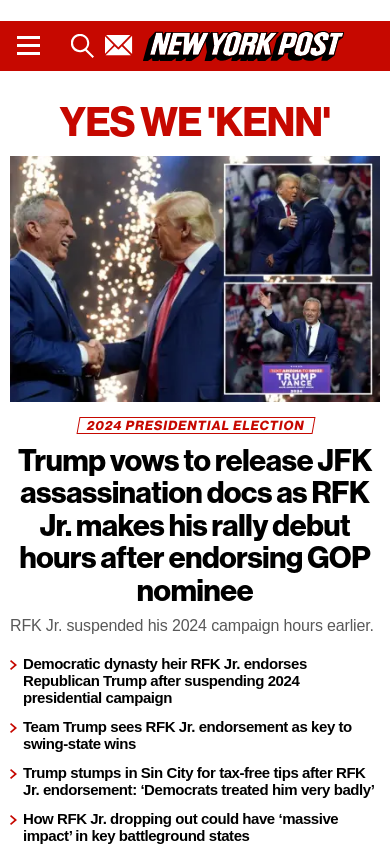 NEW YORK POST
YES WE 'KENN'
TRUMP
VANCE
2024 PRESIDENTIAL ELECTION
Trump vows to release JFK
assassination docs as RFK
Jr. makes his rally debut
hours after endorsing GOP
nominee
RFK Jr. suspended his 2024 campaign hours earlier.
Democratic dynasty heir RFK Jr. endorses
Republican Trump after suspending 2024
presidential campaign
Team Trump sees RFK Jr. endorsement as key to
swing-state wins
Trump stumps in Sin City for tax-free tips after RFK
Jr. endorsement: ‘Democrats treated him very badly’
How RFK Jr. dropping out could have ‘massive
impact’ in key battleground states